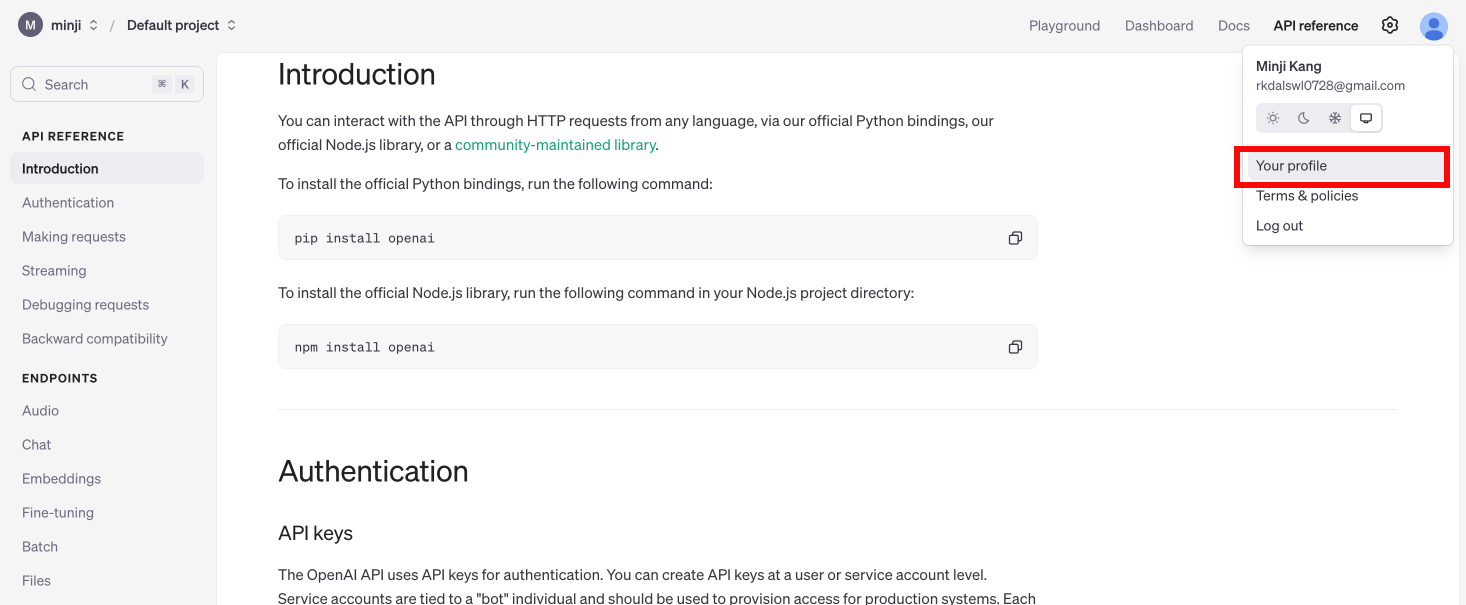 M minji / Default project
Playground Dashboard Docs API reference
Minji Kang
rkdalswl0728@gmail.com
Your profile
Terms & policies
Log out
Search ⌘ K
API REFERENCE
Introduction
Authentication
Making requests
Streaming
Debugging requests
Backward compatibility
ENDPOINTS
Audio
Chat
Embeddings
Fine-tuning
Batch
Files
Introduction
You can interact with the API through HTTP requests from any language, via our official Python bindings, our
official Node.js library, or a community-maintained library.
To install the official Python bindings, run the following command:
pip install openai
To install the official Node.js library, run the following command in your Node.js project directory:
npm install openai
Authentication
API keys
The OpenAI API uses API keys for authentication. You can create API keys at a user or service account level.
Service accounts are tied to a "bot" individual and should be used to provision access for production systems. Each